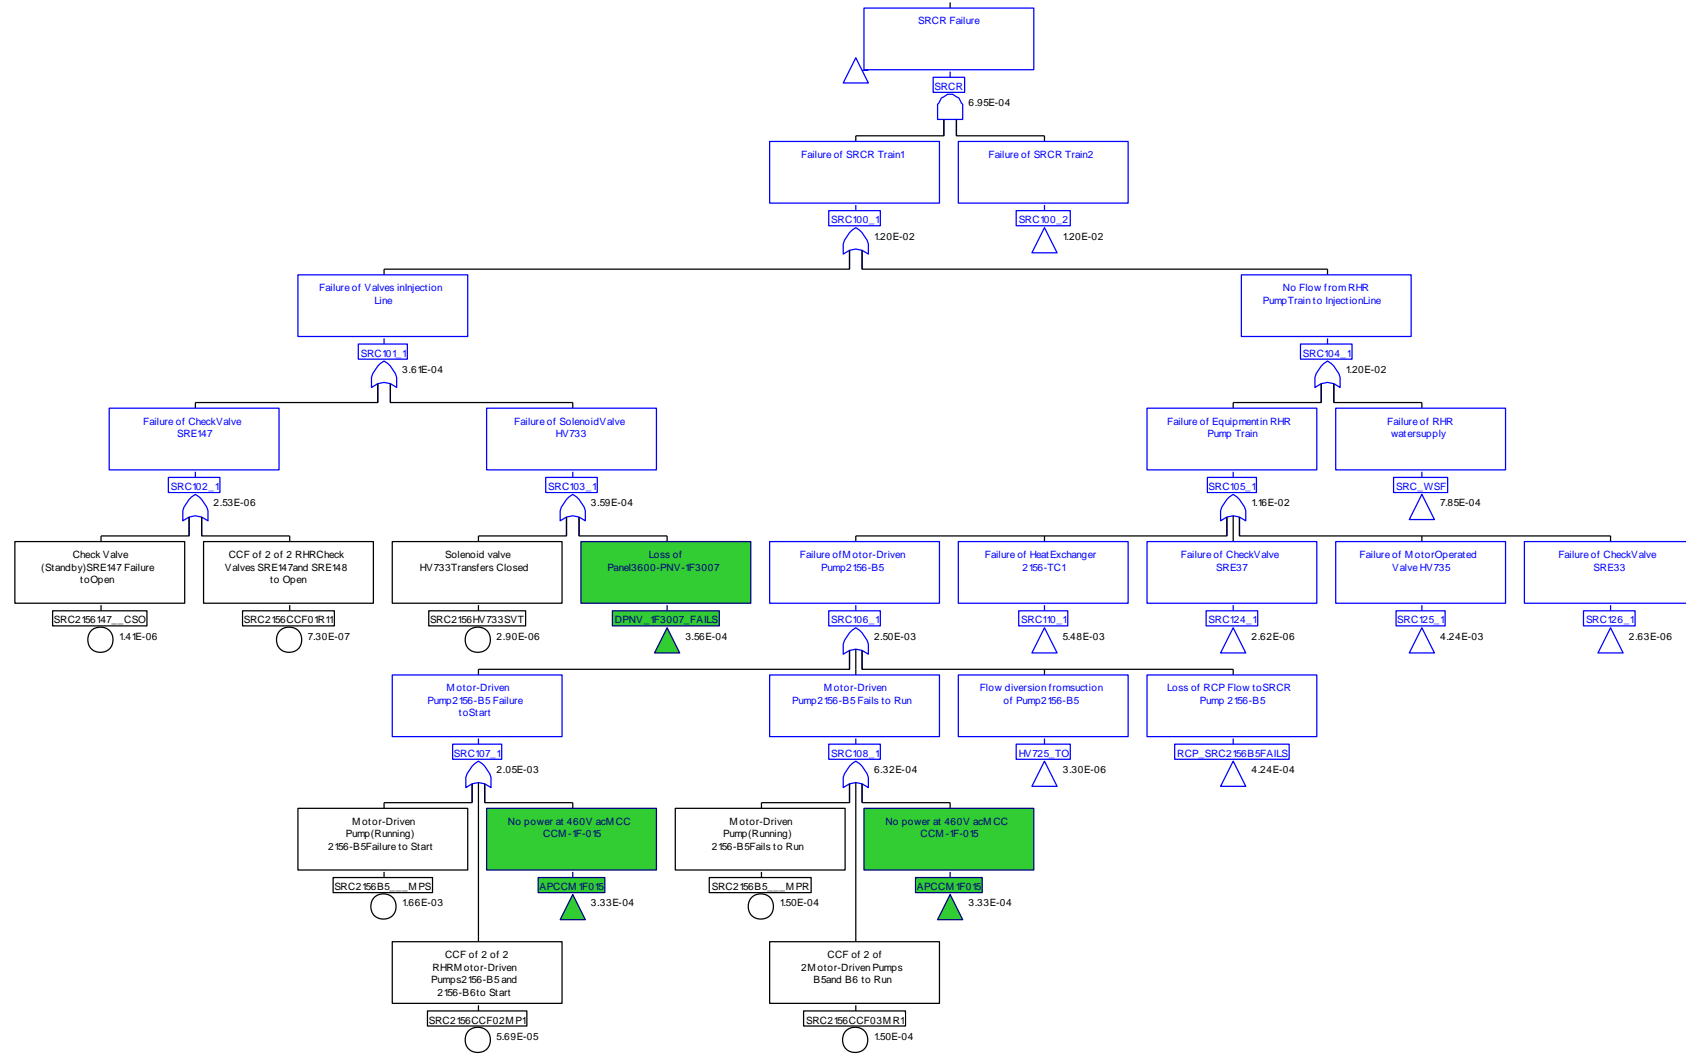 SRCR Failure
SRCR
6.95E-04
Failure of SRCR Train1
Failure of SRCR Train2
SRC100_1
1.20E-02
SRC100_2
1.20E-02
Failure of Valves inInjection
Line
No Flow from RHR
PumpTrain to InjectionLine
SRC101_1
3.61E-04
SRC104_1
1.20E-02
Failure of CheckValve
SRE147
Failure of SolenoidValve
HV733
Failure of Equipmentin RHR
Pump Train
Failure of RHR
watersupply
SRC102_1
2.53E-06
SRC103_1
3.59E-04
SRC105_1
1.16E-02
SRC_WSF
7.85E-04
Check Valve
(Standby)SRE147 Failure
toOpen
CCF of 2 of 2 RHRCheck
Valves SRE147and SRE148
to Open
Solenoid valve
HV733Transfers Closed
Loss of
Panel3600-PNV-1F3007
Failure ofMotor-Driven
Pump2156-B5
Failure of HeatExchanger
2156-TC1
Failure of CheckValve
SRE37
Failure of MotorOperated
Valve HV735
Failure of CheckValve
SRE33
SRC2156147__CSO
1.41E-06
SRC2156CCF01R11
7.30E-07
SRC2156HV733SVT
2.90E-06
DPNV_1F3007_FAILS
3.56E-04
SRC106_1
2.50E-03
SRC110_1
5.48E-03
SRC124_1
2.62E-06
SRC125_1
4.24E-03
SRC126_1
2.63E-06
Motor-Driven
Pump2156-B5 Failure
toStart
Motor-Driven
Pump2156-B5 Fails to Run
Flow diversion fromsuction
of Pump2156-B5
Loss of RCP Flow toSRCR
Pump 2156-B5
SRC107_1
2.05E-03
SRC108_1
6.32E-04
HV725_TO
3.30E-06
RCP_SRC2156B5FAILS
4.24E-04
Motor-Driven
Pump(Running)
2156-B5Failure to Start
No power at 460V acMCC
CCM-1F-015
Motor-Driven
Pump(Running)
2156-B5Fails to Run
No power at 460V acMCC
CCM-1F-015
SRC2156B5___MPS
1.66E-03
APCCM1F015
3.33E-04
SRC2156B5___MPR
1.50E-04
APCCM1F015
3.33E-04
CCF of 2 of 2
RHRMotor-Driven
Pumps2156-B5 and
2156-B6to Start
CCF of 2 of
2Motor-Driven Pumps
B5and B6 to Run
SRC2156CCF02MP1
5.69E-05
SRC2156CCF03MR1
1.50E-04